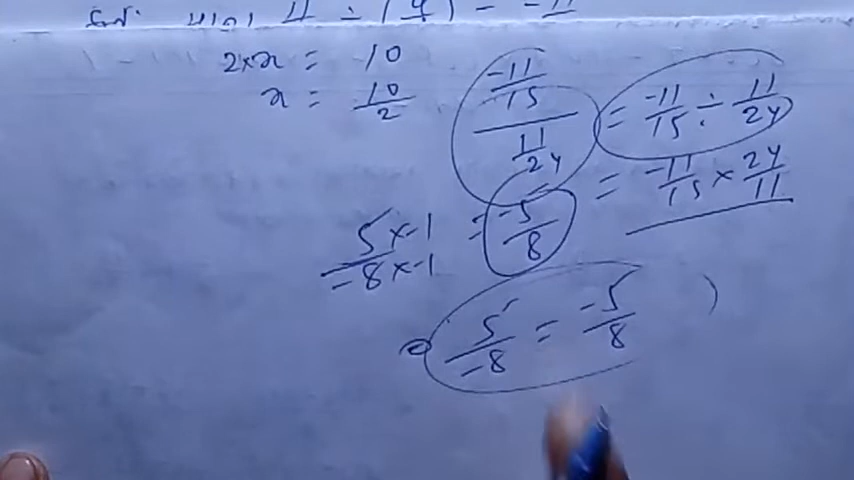 2×x = 10
x = 10/2
(-11/15)/(11/24) = -11/15 ÷ 11/24
= -11/15 × 24/11
5×-1/-8×-1 = -5/8
5/-8 = -5/8 )